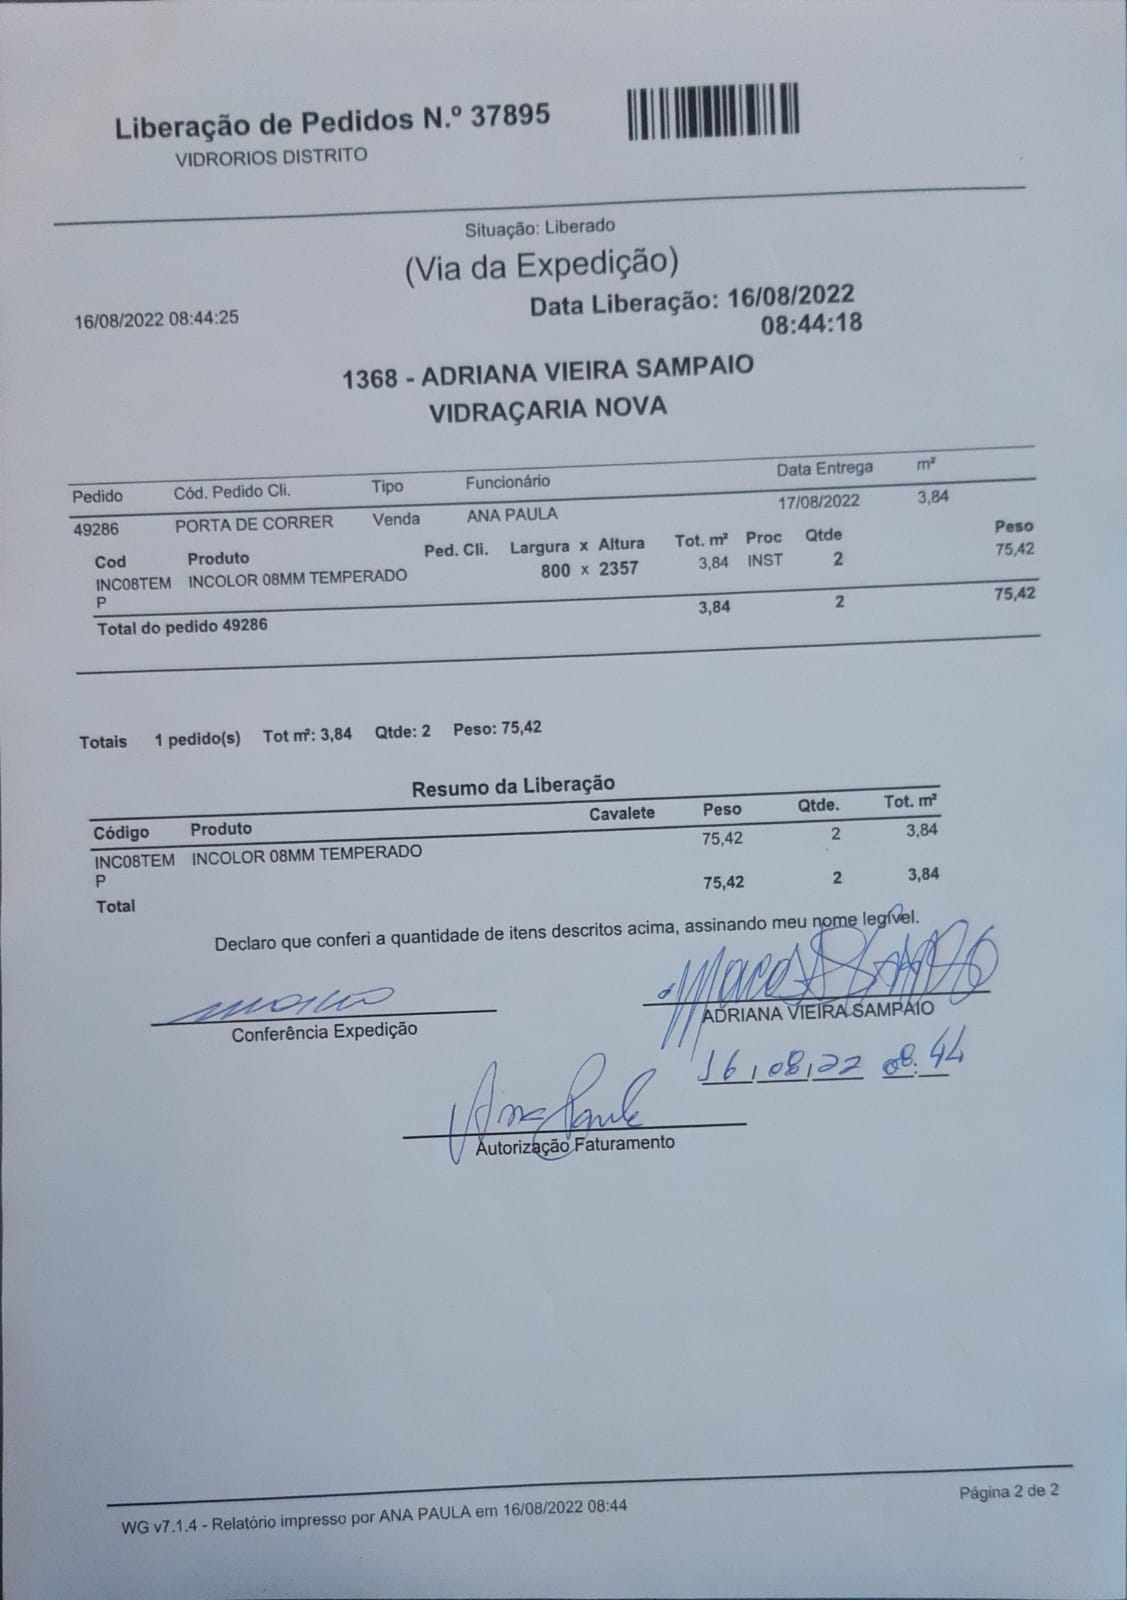 Liberação de Pedidos N.º 37895
VIDRORIOS DISTRITO
Situação: Liberado
(Via da Expedição)
16/08/2022 08:44:25
Data Liberação: 16/08/2022
08:44:18
1368 - ADRIANA VIEIRA SAMPAIO
VIDRAÇARIA NOVA
Pedido Cód. Pedido Cli. Tipo Funcionário Data Entrega m²
49286 PORTA DE CORRER Venda ANA PAULA 17/08/2022 3,84
Cod Produto Ped. Cli. Largura x Altura Tot. m² Proc Qtde Peso
INC08TEM INCOLOR 08MM TEMPERADO 800 x 2357 3,84 INST 2 75,42
P
Total do pedido 49286 3,84 2 75,42
Totais 1 pedido(s) Tot m²: 3,84 Qtde: 2 Peso: 75,42
Resumo da Liberação
Código Produto Cavalete Peso Qtde. Tot. m²
INC08TEM INCOLOR 08MM TEMPERADO 75,42 2 3,84
P
Total 75,42 2 3,84
Declaro que conferi a quantidade de itens descritos acima, assinando meu nome legível.
Conferência Expedição
ADRIANA VIEIRA SAMPAIO
16,08,22 08:44
Ana Paula
Autorização Faturamento
WG v7.1.4 - Relatório impresso por ANA PAULA em 16/08/2022 08:44
Página 2 de 2